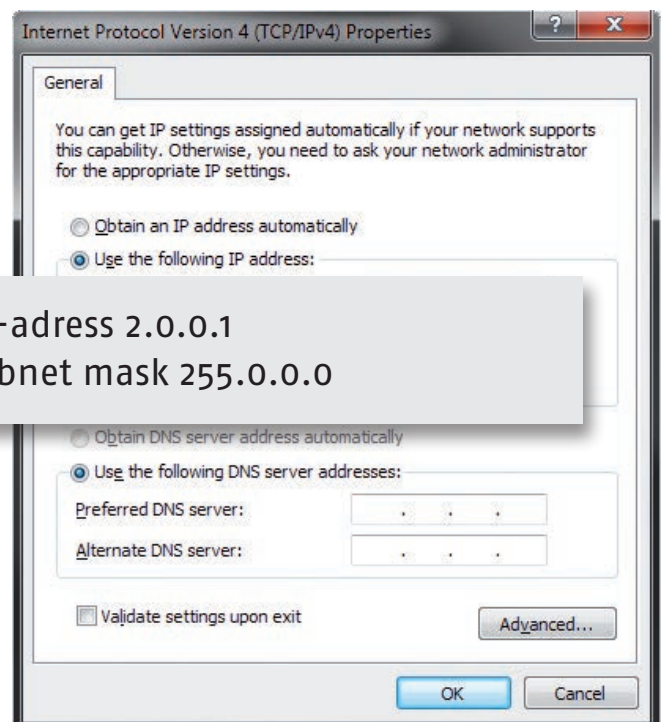 Internet Protocol Version 4 (TCP/IPv4) Properties
General
You can get IP settings assigned automatically if your network supports
this capability. Otherwise, you need to ask your network administrator
for the appropriate IP settings.
Obtain an IP address automatically
Use the following IP address:
-adress 2.0.0.1
bnet mask 255.0.0.0
Obtain DNS server address automatically
Use the following DNS server addresses:
Preferred DNS server:
Alternate DNS server:
Validate settings upon exit
Advanced...
OK Cancel